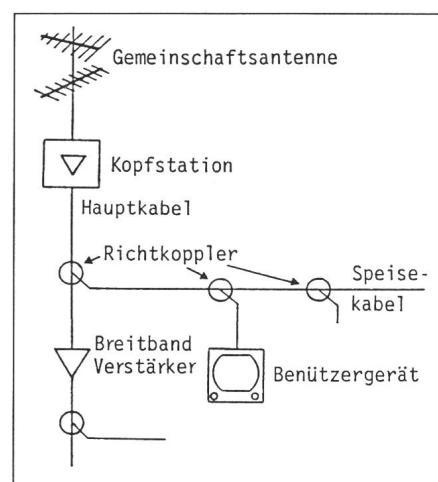 Gemeinschaftsantenne
Kopfstation
Hauptkabel
Richtkoppler
Speise-
kabel
Breitband
Verstärker
Benützergerät